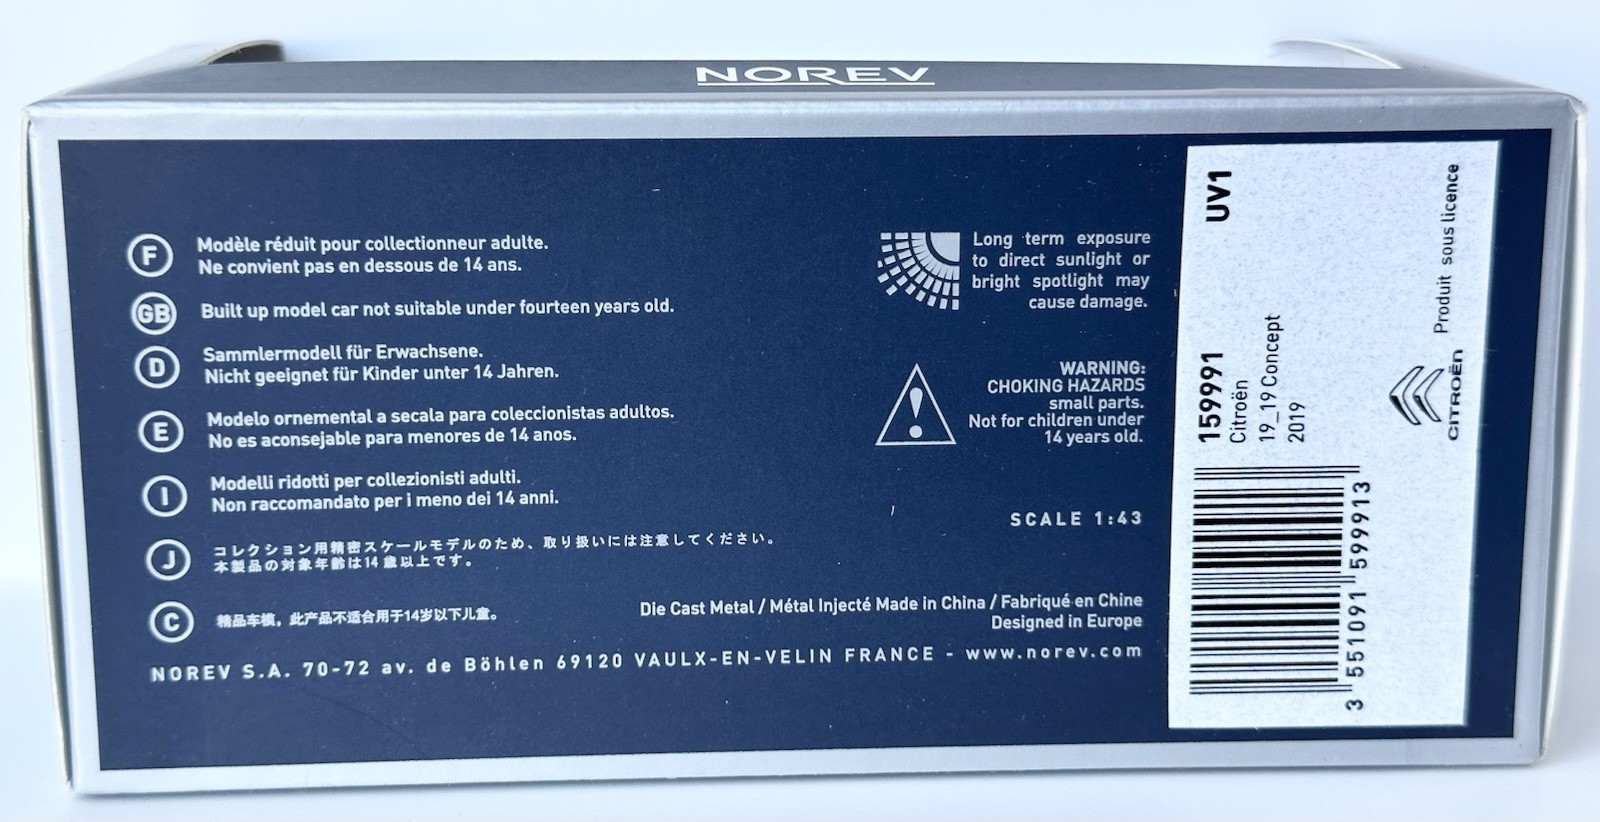 NOREV
F
Modèle réduit pour collectionneur adulte.
Ne convient pas en dessous de 14 ans.
GB
Built up model car not suitable under fourteen years old.
D
Sammlermodell für Erwachsene.
Nicht geeignet für Kinder unter 14 Jahren.
E
Modelo ornemental a secala para coleccionistas adultos.
No es aconsejable para menores de 14 anos.
I
Modelli ridotti per collezionisti adulti.
Non raccomandato per i meno dei 14 anni.
J
コレクション用精密スケールモデルのため、取り扱いには注意してください。
本製品の対象年齢は14歳以上です。
C
精品车模，此产品不适合用于14岁以下儿童。
Long term exposure
to direct sunlight or
bright spotlight may
cause damage.
WARNING:
CHOKING HAZARDS
small parts.
Not for children under
14 years old.
SCALE 1:43
Die Cast Metal / Métal Injecté Made in China / Fabriqué en Chine
Designed in Europe
NOREV S.A. 70-72 av. de Böhlen 69120 VAULX-EN-VELIN FRANCE - www.norev.com
UV1
159991
Citroën
19_19 Concept
2019
3 551091 599913
CITROËN
Produit sous licence